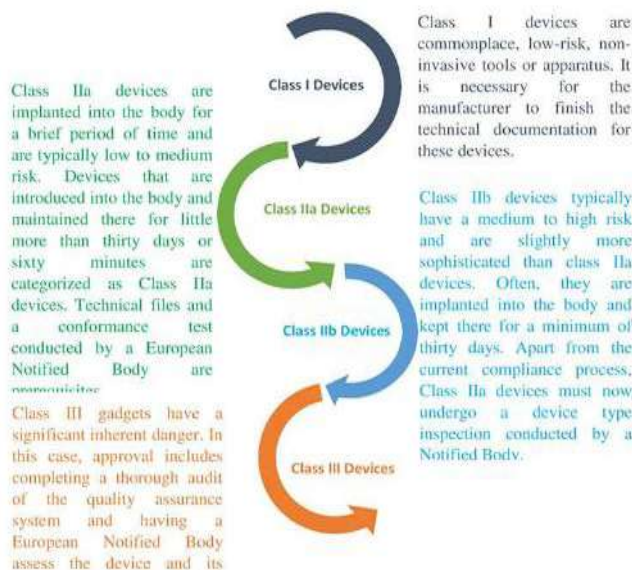 Class I devices are
commonplace, low-risk, non-
invasive tools or apparatus. It
is necessary for the
manufacturer to finish the
technical documentation for
these devices.
Class I Devices
Class IIa devices are
implanted into the body for
a brief period of time and
are typically low to medium
risk. Devices that are
introduced into the body and
maintained there for little
more than thirty days or
sixty minutes are
categorized as Class IIa
devices. Technical files and
a conformance test
conducted by a European
Notified Body are
Class IIa Devices
Class IIb devices typically
have a medium to high risk
and are slightly more
sophisticated than class IIa
devices. Often, they are
implanted into the body and
kept there for a minimum of
thirty days. Apart from the
current compliance process,
Class IIa devices must now
undergo a device type
inspection conducted by a
Notified Body.
Class IIb Devices
Class III gadgets have a
significant inherent danger. In
this case, approval includes
completing a thorough audit
of the quality assurance
system and having a
European Notified Body
assess the device and its
Class III Devices